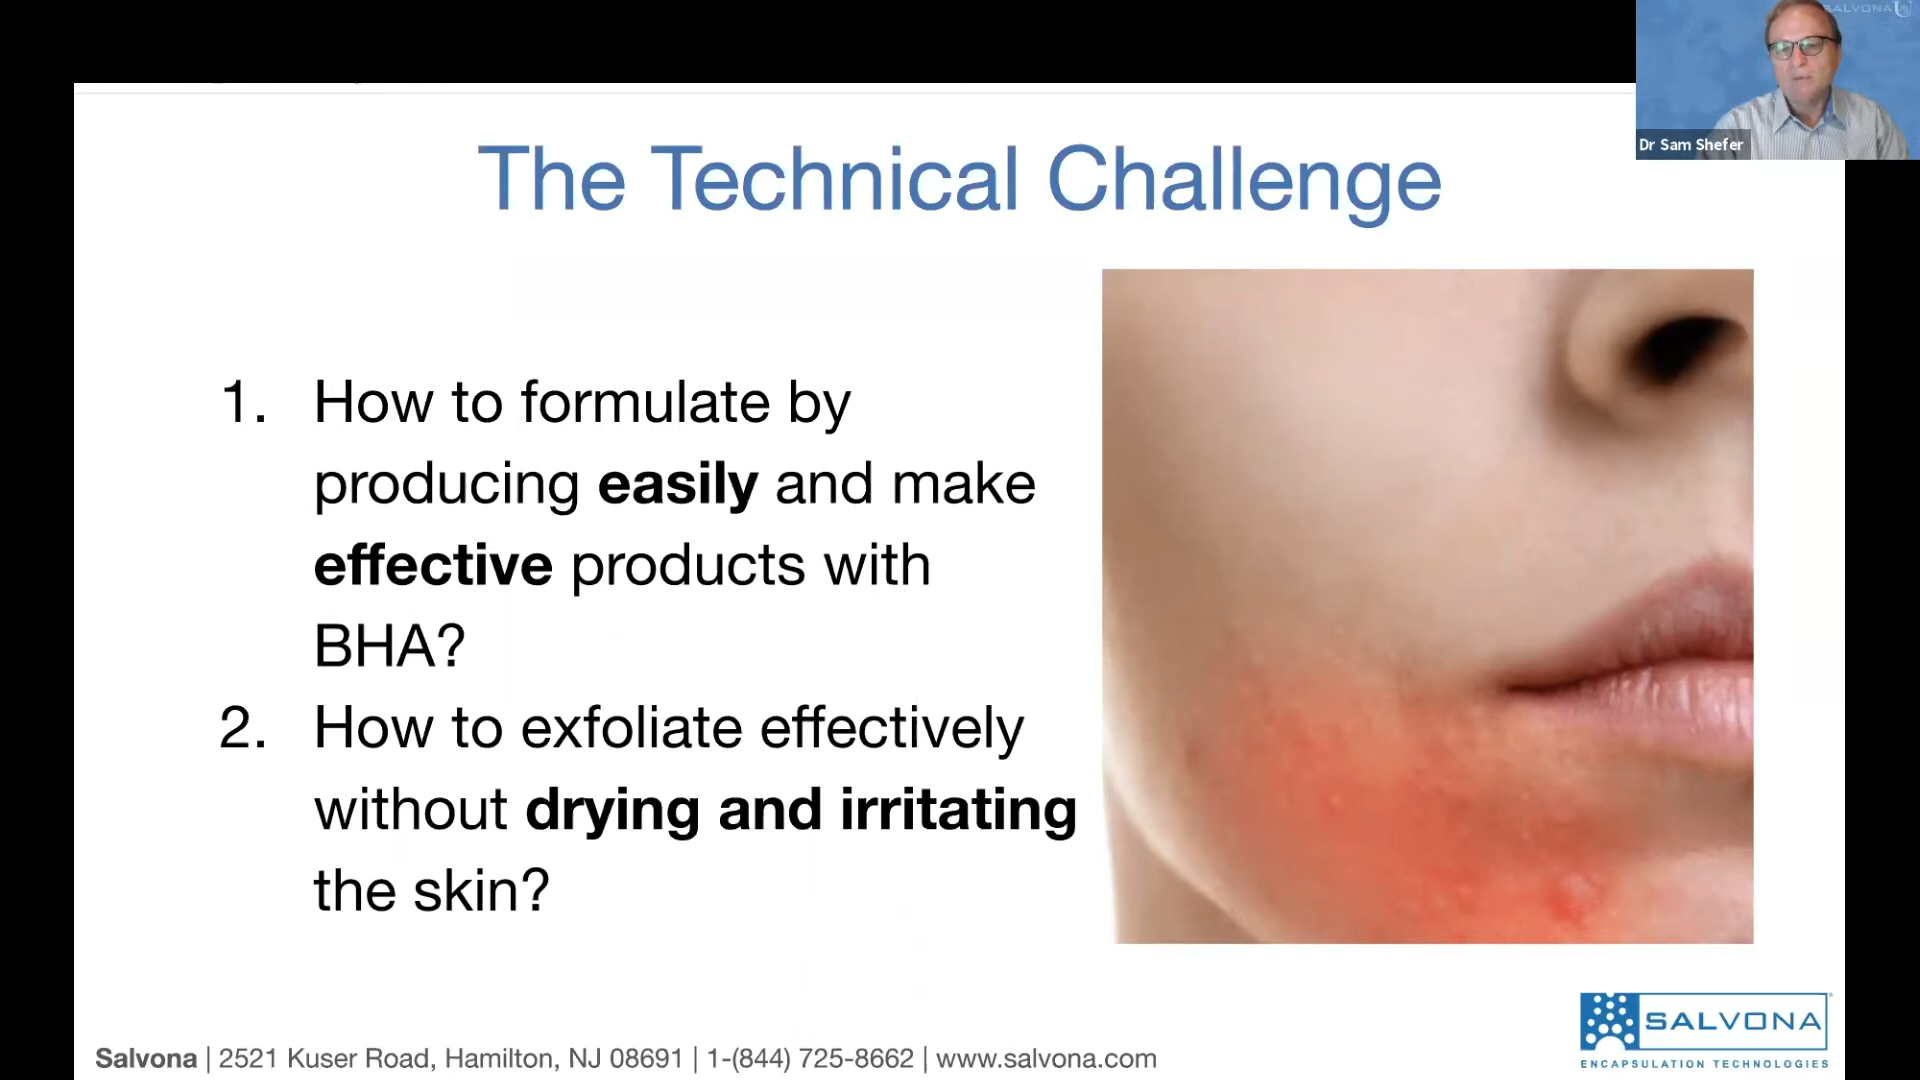 SALVONA
Dr Sam Shefer
The Technical Challenge
1. How to formulate by
producing easily and make
effective products with
BHA?
2. How to exfoliate effectively
without drying and irritating
the skin?
SALVONA
ENCAPSULATION TECHNOLOGIES
Salvona | 2521 Kuser Road, Hamilton, NJ 08691 | 1-(844) 725-8662 | www.salvona.com